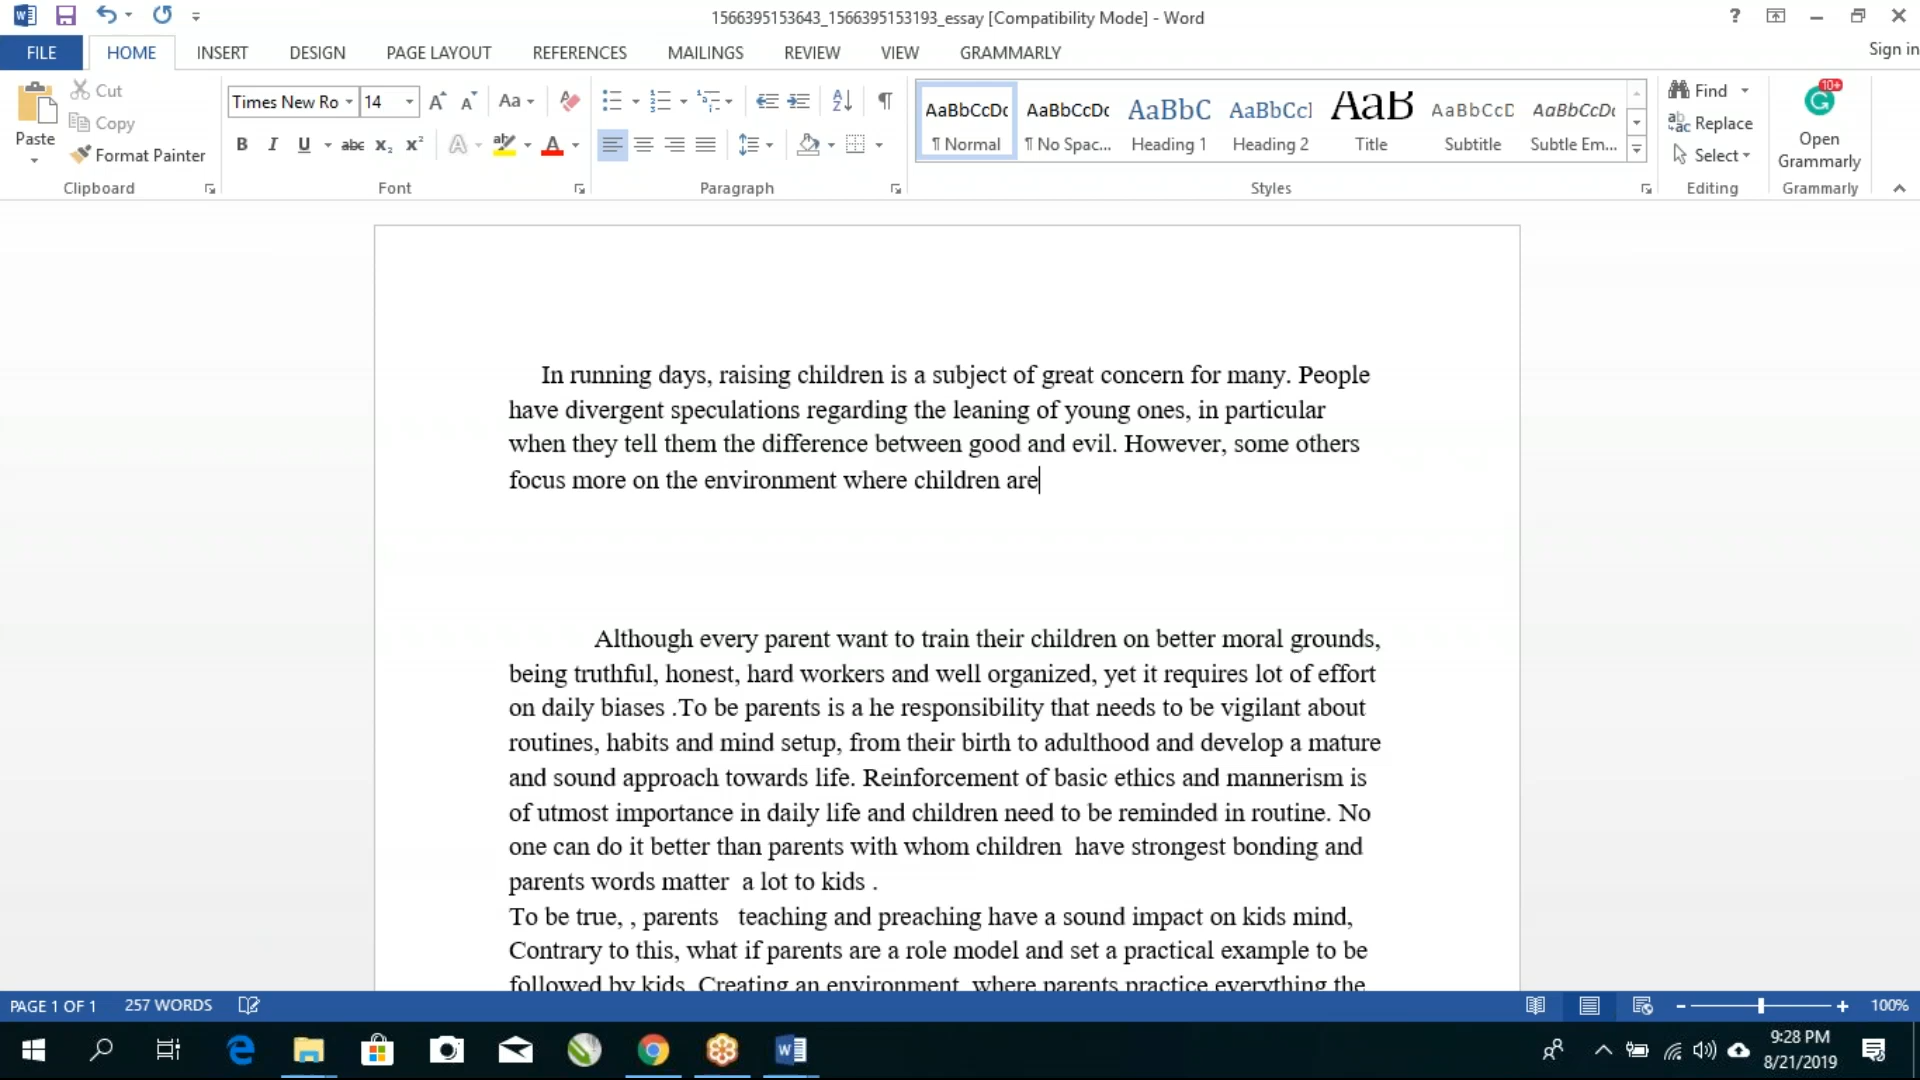 1566395153643_1566395153193_essay [Compatibility Mode] - Word
FILE HOME INSERT DESIGN PAGE LAYOUT REFERENCES MAILINGS REVIEW VIEW GRAMMARLY Sign in
Paste
Cut
Copy
Format Painter
Clipboard
Times New Ro 14
Font
Paragraph
AaBbCcDc AaBbCcDc AaBbC AaBbCcl AaB AaBbCcD AaBbCcDc
¶ Normal ¶ No Spac... Heading 1 Heading 2 Title Subtitle Subtle Em...
Styles
Find
Replace
Select
Editing
10+
Open
Grammarly
Grammarly
In running days, raising children is a subject of great concern for many. People
have divergent speculations regarding the leaning of young ones, in particular
when they tell them the difference between good and evil. However, some others
focus more on the environment where children are
Although every parent want to train their children on better moral grounds,
being truthful, honest, hard workers and well organized, yet it requires lot of effort
on daily biases .To be parents is a he responsibility that needs to be vigilant about
routines, habits and mind setup, from their birth to adulthood and develop a mature
and sound approach towards life. Reinforcement of basic ethics and mannerism is
of utmost importance in daily life and children need to be reminded in routine. No
one can do it better than parents with whom children  have strongest bonding and
parents words matter  a lot to kids .
To be true, , parents   teaching and preaching have a sound impact on kids mind,
Contrary to this, what if parents are a role model and set a practical example to be
followed by kids. Creating an environment, where parents practice everything the
PAGE 1 OF 1 257 WORDS 100%
9:28 PM
8/21/2019